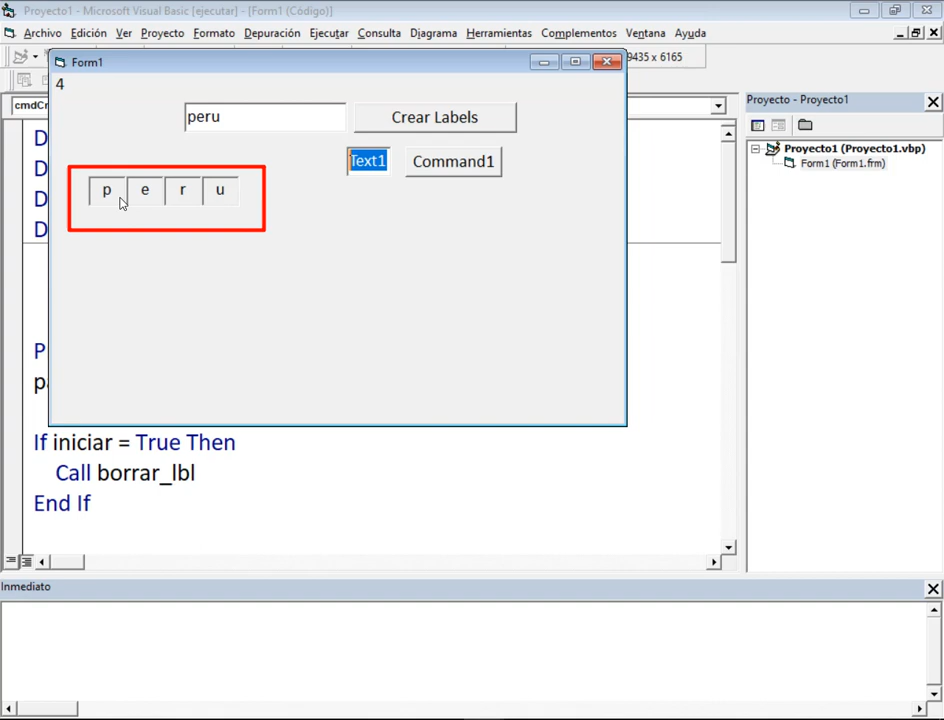 Proyecto1 - Microsoft Visual Basic [ejecutar] - [Form1 (Código)]
Archivo Edición Ver Proyecto Formato Depuración Ejecutar Consulta Diagrama Herramientas Complementos Ventana Ayuda
9435 x 6165
Form1
4
peru
Crear Labels
Text1
Command1
p e r u
cmdCr
D
D
D
D
P
pa
If iniciar = True Then
Call borrar_lbl
End If
Proyecto - Proyecto1
Proyecto1 (Proyecto1.vbp)
Form1 (Form1.frm)
Inmediato